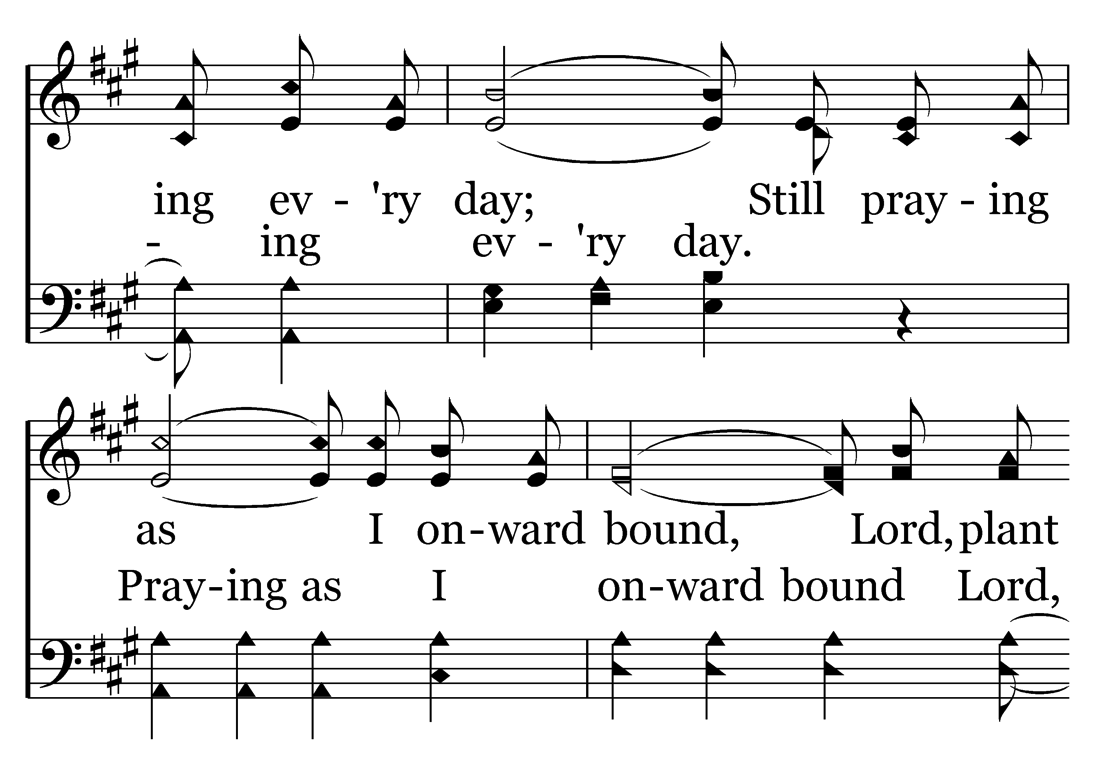 ing ev - 'ry day; Still pray - ing
- ing ev - 'ry day.
as I on-ward bound, Lord, plant
Pray-ing as I on-ward bound Lord,